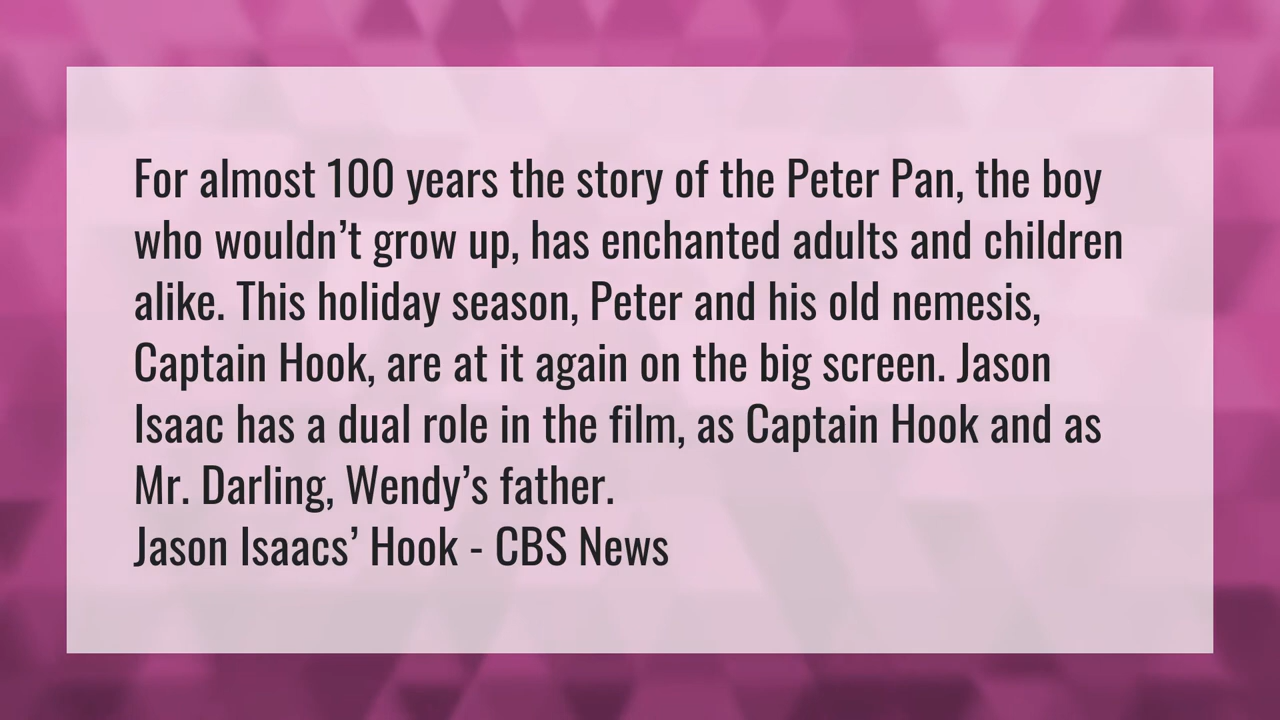 For almost 100 years the story of the Peter Pan, the boy
who wouldn’t grow up, has enchanted adults and children
alike. This holiday season, Peter and his old nemesis,
Captain Hook, are at it again on the big screen. Jason
Isaac has a dual role in the film, as Captain Hook and as
Mr. Darling, Wendy’s father.
Jason Isaacs’ Hook - CBS News